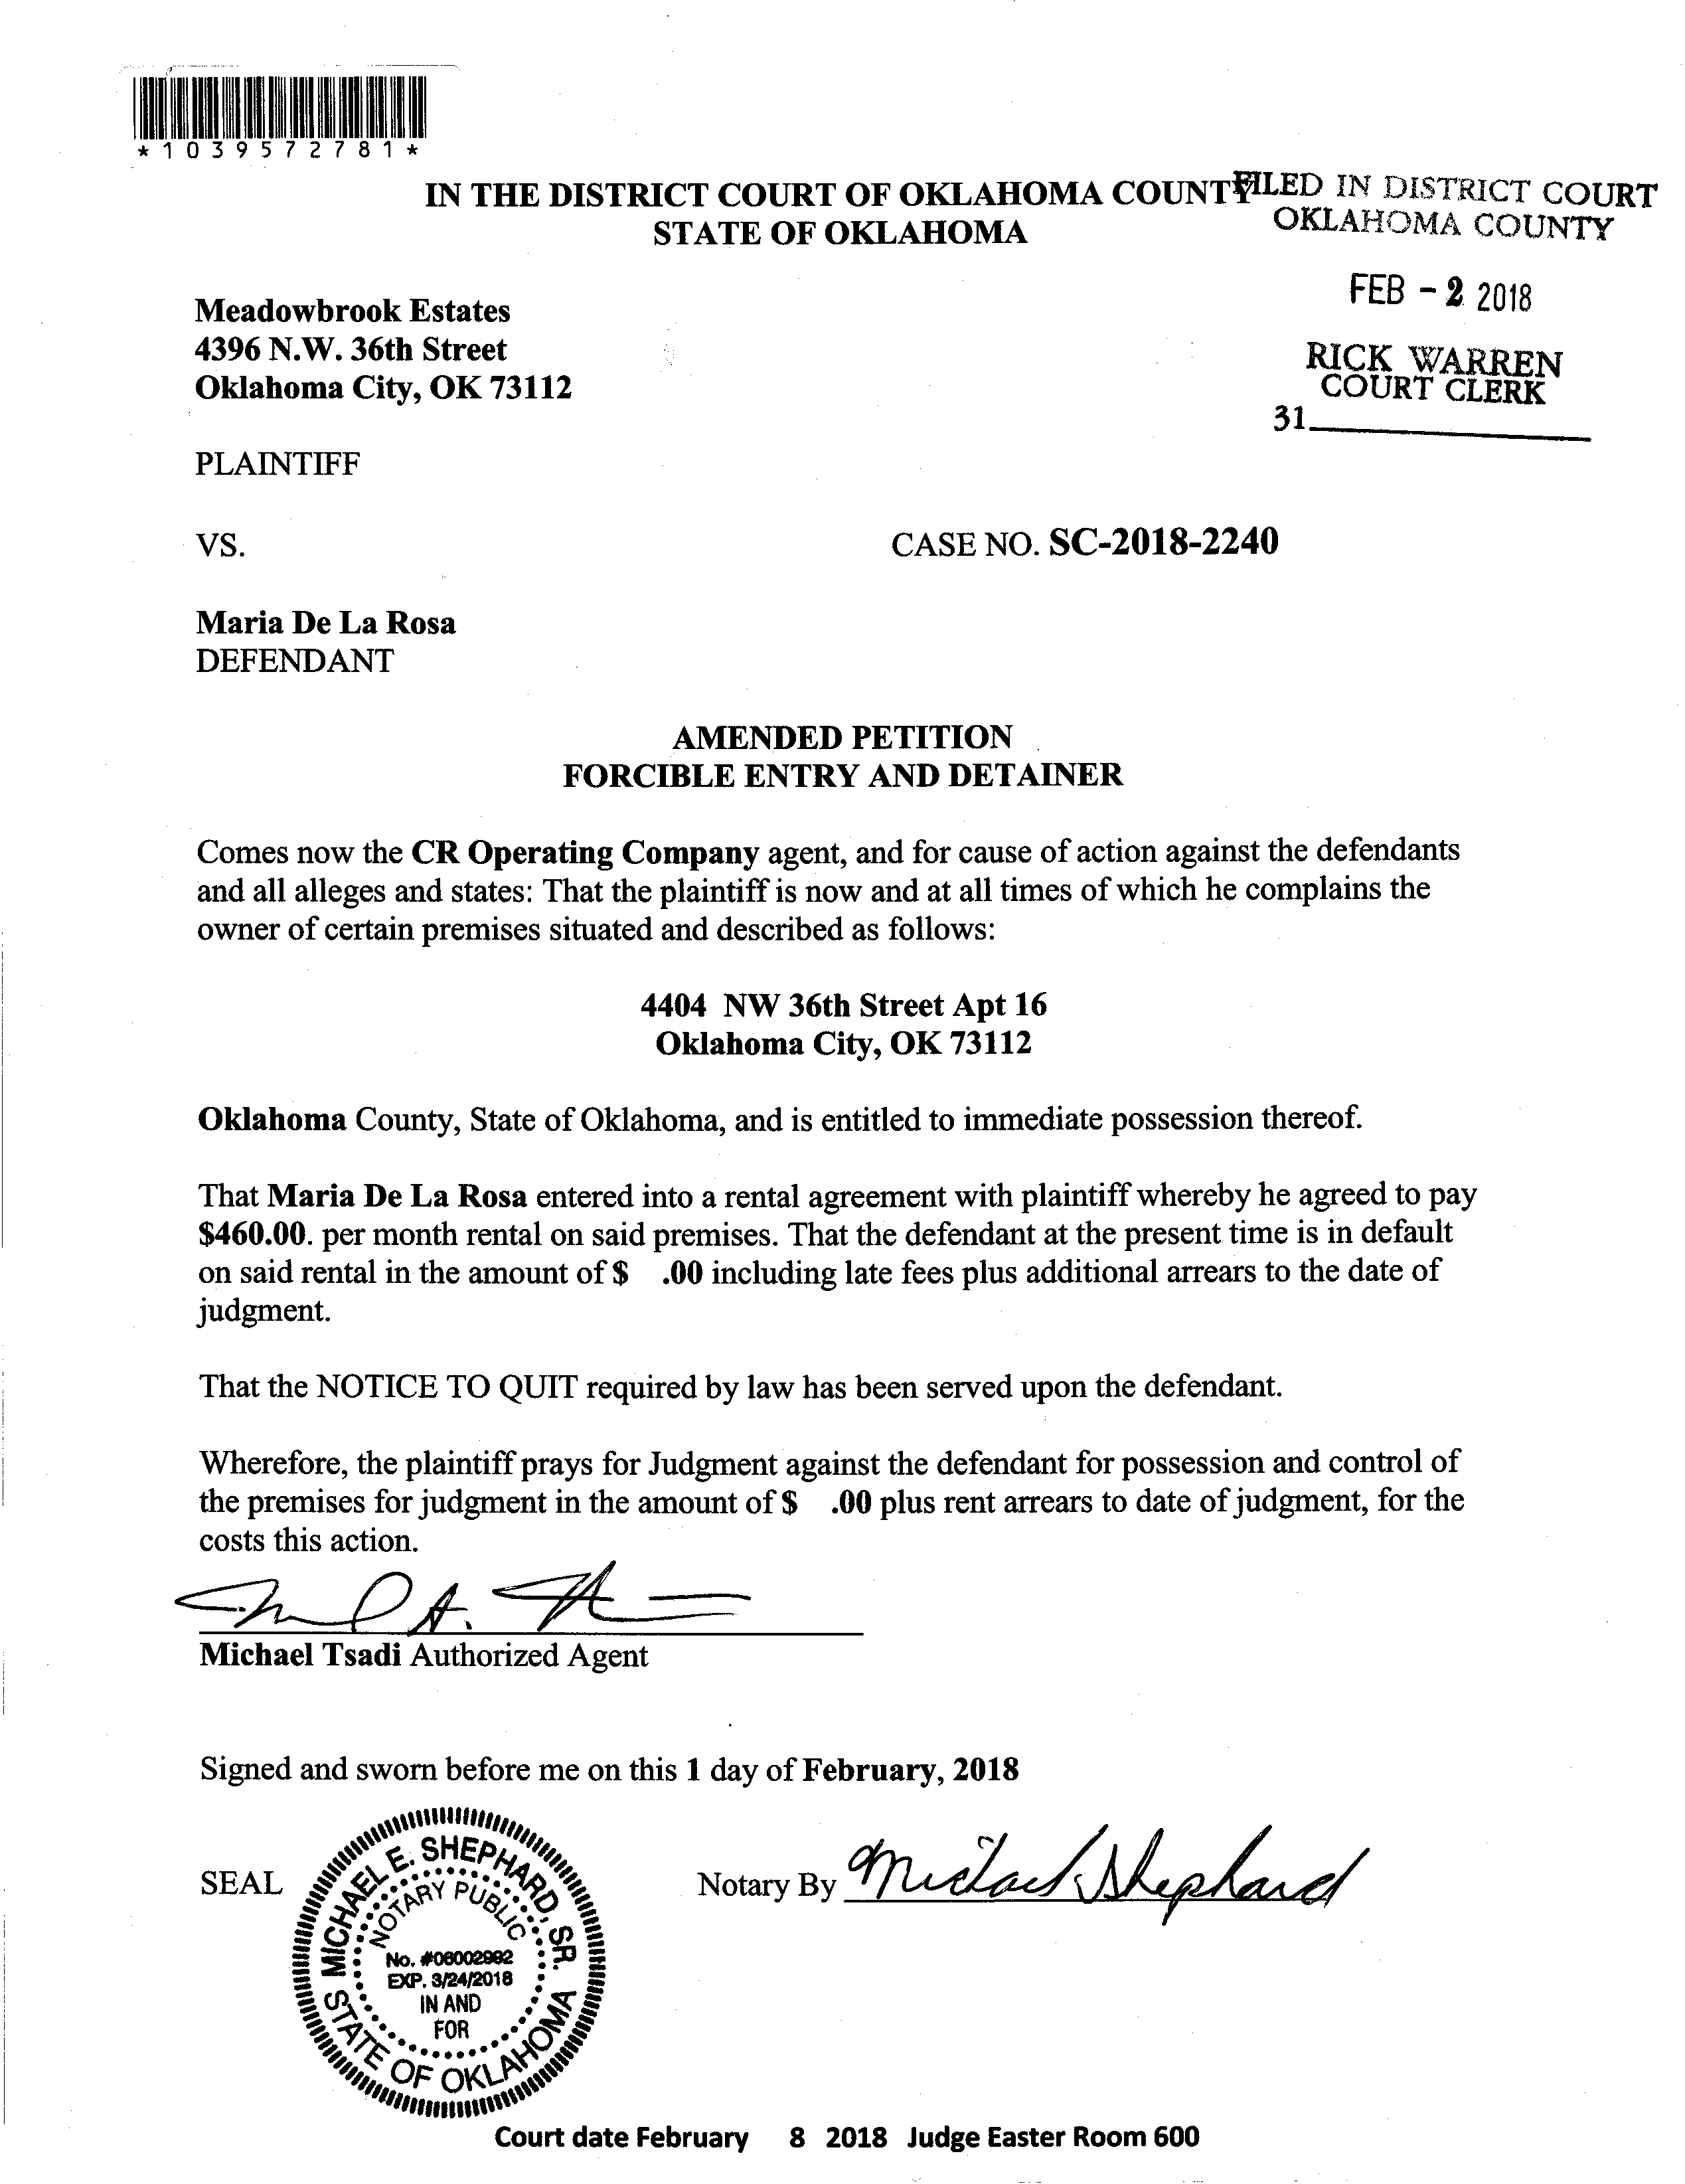 *1039572781*
IN THE DISTRICT COURT OF OKLAHOMA COUNTY
STATE OF OKLAHOMA
FILED IN DISTRICT COURT
OKLAHOMA COUNTY
FEB - 2 2018
RICK WARREN
COURT CLERK
31
Meadowbrook Estates
4396 N.W. 36th Street
Oklahoma City, OK 73112
PLAINTIFF
VS.
CASE NO. SC-2018-2240
Maria De La Rosa
DEFENDANT
AMENDED PETITION
FORCIBLE ENTRY AND DETAINER
Comes now the CR Operating Company agent, and for cause of action against the defendants
and all alleges and states: That the plaintiff is now and at all times of which he complains the
owner of certain premises situated and described as follows:
4404 NW 36th Street Apt 16
Oklahoma City, OK 73112
Oklahoma County, State of Oklahoma, and is entitled to immediate possession thereof.
That Maria De La Rosa entered into a rental agreement with plaintiff whereby he agreed to pay
$460.00. per month rental on said premises. That the defendant at the present time is in default
on said rental in the amount of $ .00 including late fees plus additional arrears to the date of
judgment.
That the NOTICE TO QUIT required by law has been served upon the defendant.
Wherefore, the plaintiff prays for Judgment against the defendant for possession and control of
the premises for judgment in the amount of $ .00 plus rent arrears to date of judgment, for the
costs this action.
Michael Tsadi Authorized Agent
Signed and sworn before me on this 1 day of February, 2018
SEAL
MICHAEL E. SHEPHARD, SR.
NOTARY PUBLIC
No. #06002982
EXP. 3/24/2018
IN AND
FOR
STATE OF OKLAHOMA
Notary By Michael Shephard
Court date February 8 2018 Judge Easter Room 600